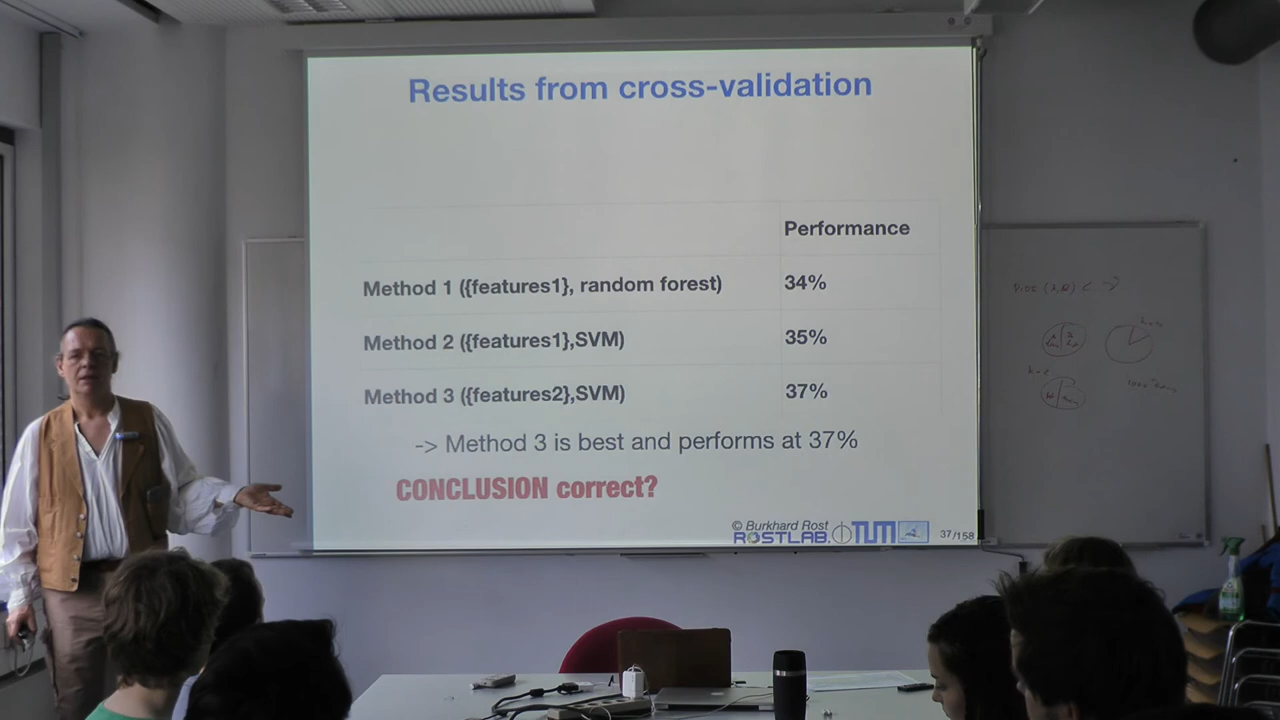 Results from cross-validation
Performance
Method 1 ({features1}, random forest) 34%
Method 2 ({features1},SVM) 35%
Method 3 ({features2},SVM) 37%
-> Method 3 is best and performs at 37%
CONCLUSION correct?
© Burkhard Rost
ROSTLAB. TUM 37/158